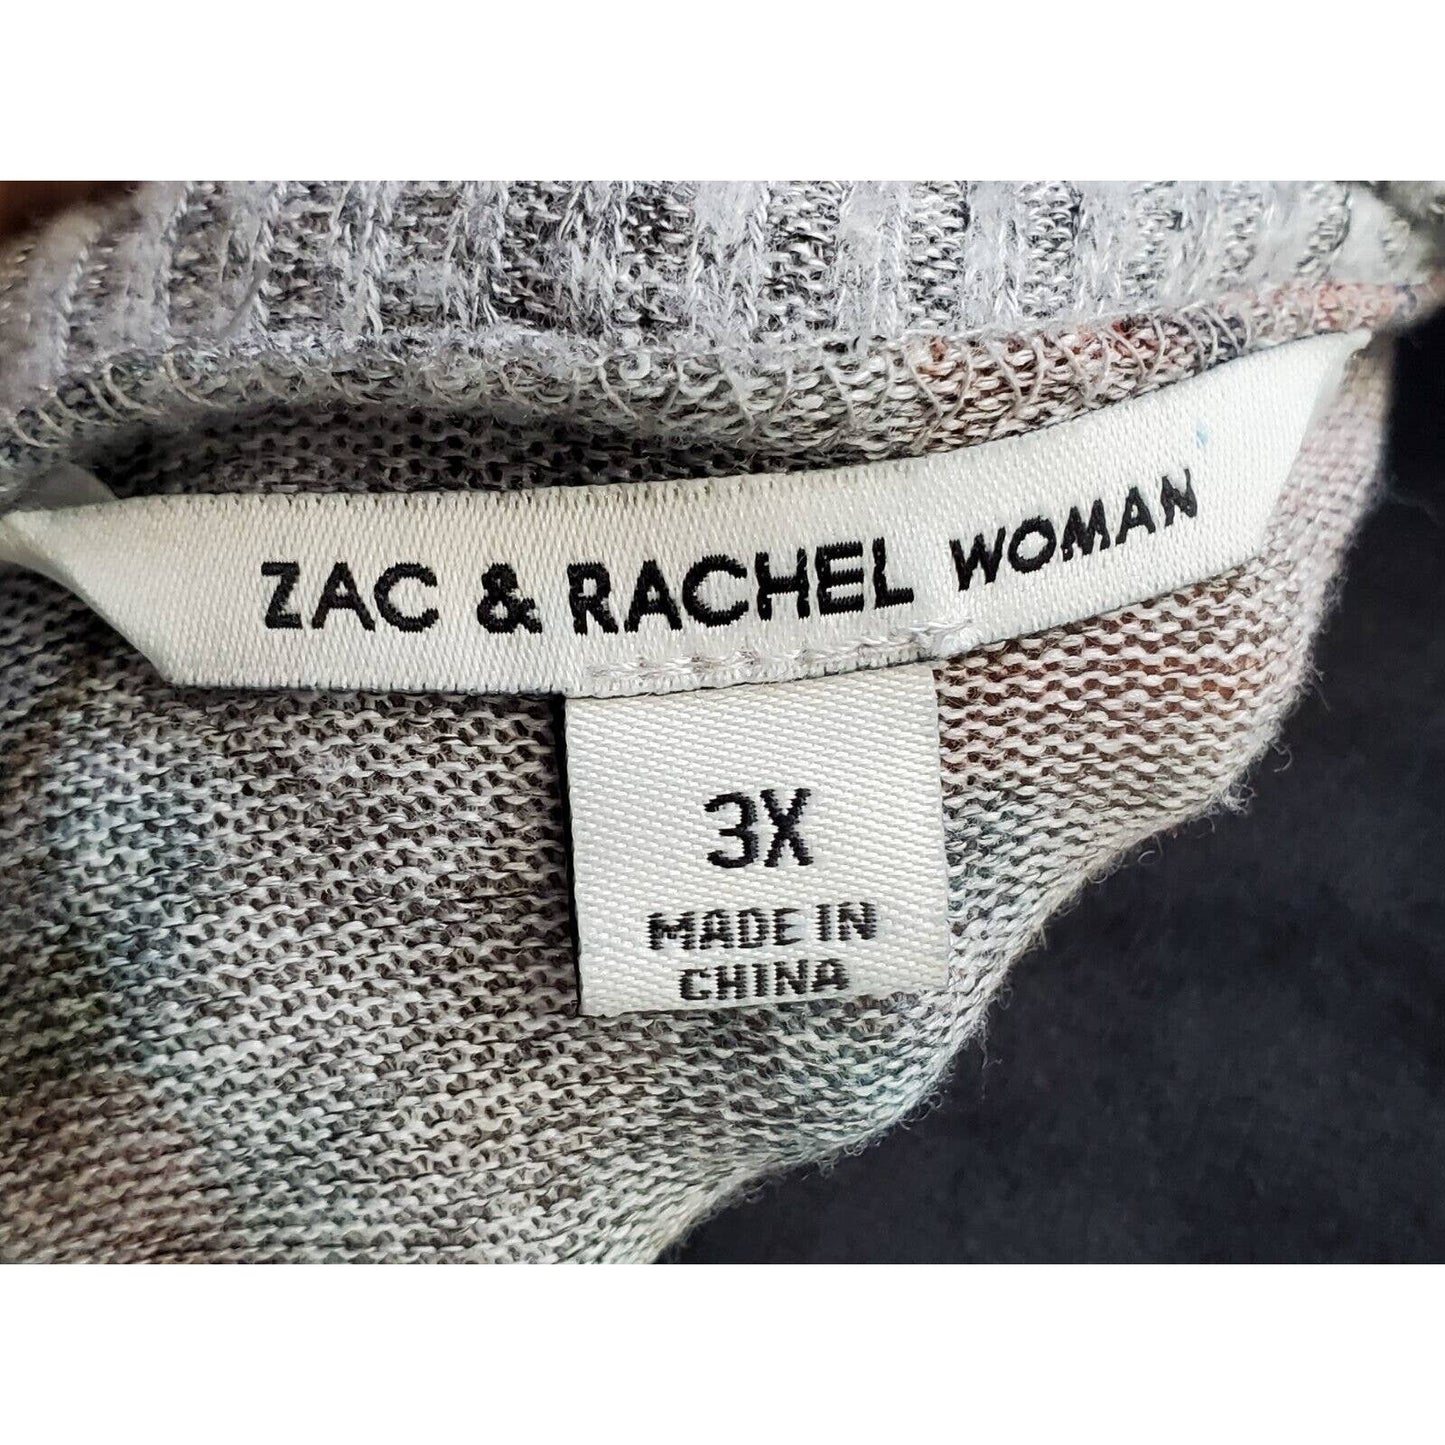 ZAC & RACHEL WOMAN
3X
MADE IN
CHINA